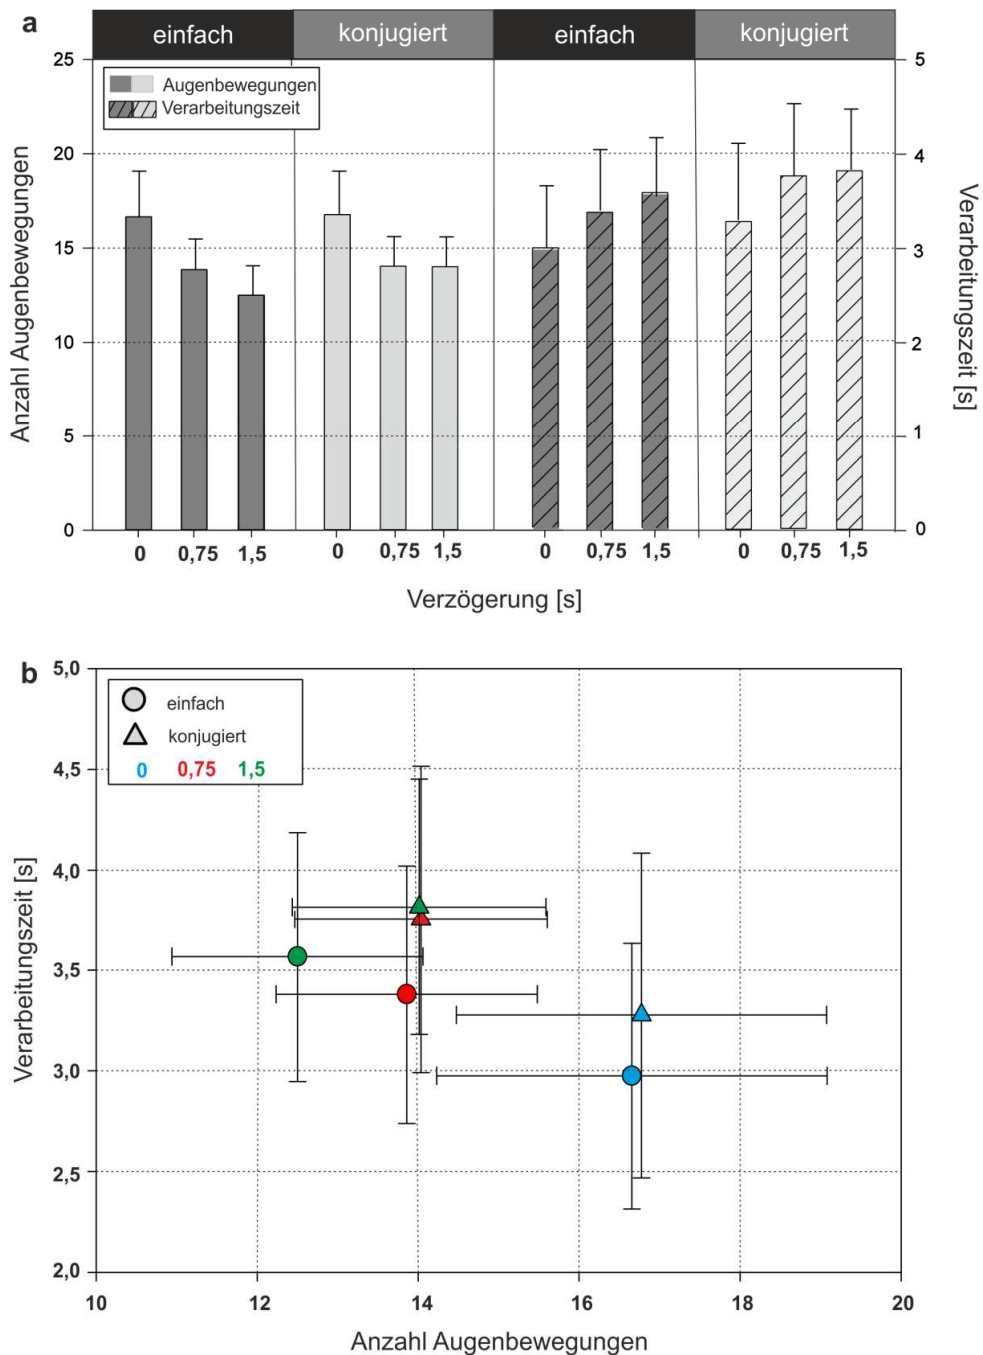 a
einfach konjugiert einfach konjugiert
25 5
Augenbewegungen
Verarbeitungszeit
20 4
15 3
10 2
5 1
0 0
Anzahl Augenbewegungen
Verarbeitungszeit [s]
0 0,75 1,5 0 0,75 1,5 0 0,75 1,5 0 0,75 1,5
Verzögerung [s]
b
5,0
einfach
konjugiert
0 0,75 1,5
4,5
4,0
3,5
3,0
2,5
2,0
Verarbeitungszeit [s]
10 12 14 16 18 20
Anzahl Augenbewegungen